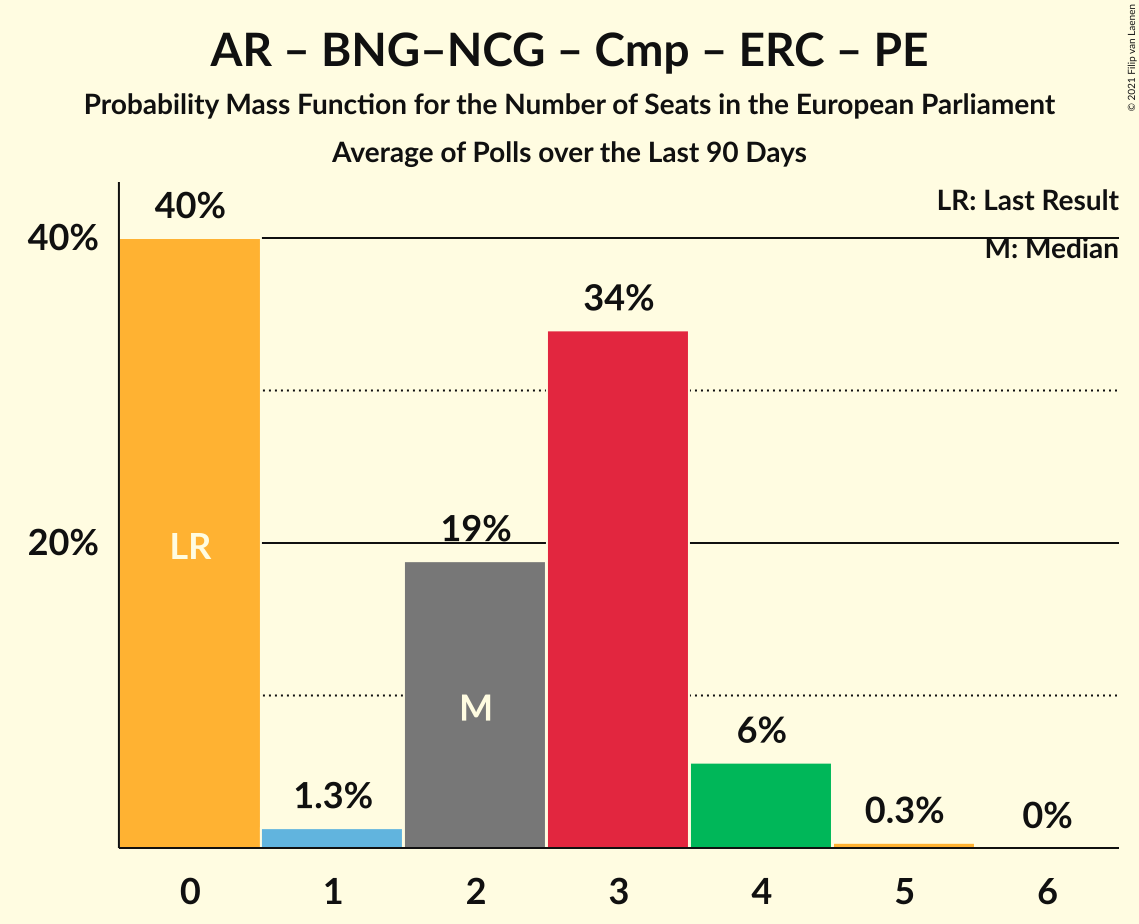 © 2021 Filip van Laenen
AR – BNG–NCG – Cmp – ERC – PE
Probability Mass Function for the Number of Seats in the European Parliament
Average of Polls over the Last 90 Days
LR: Last Result
M: Median
40%
20%
40%
1.3%
19%
34%
6%
0.3%
0%
LR
M
0 1 2 3 4 5 6